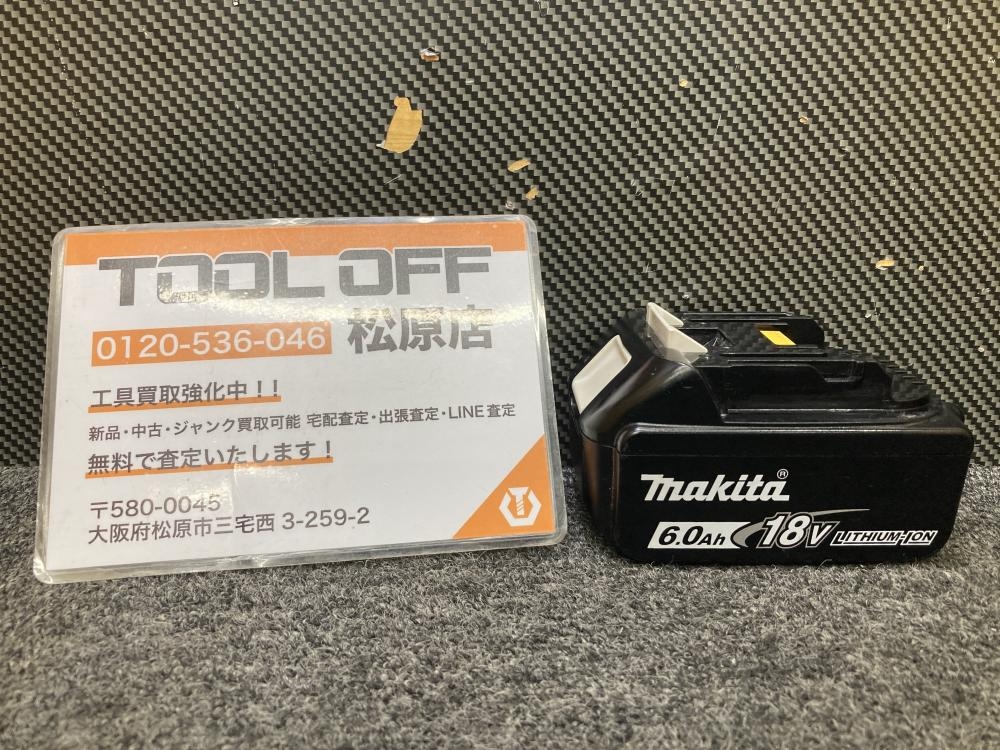 TOOL OFF
0120-536-046 松原店
工具買取強化中！！
新品・中古・ジャンク買取可能 宅配査定・出張査定・LINE査定
無料で査定いたします！
〒580-0045
大阪府松原市三宅西 3-259-2
makita®
6.0Ah 18V LITHIUM-ION